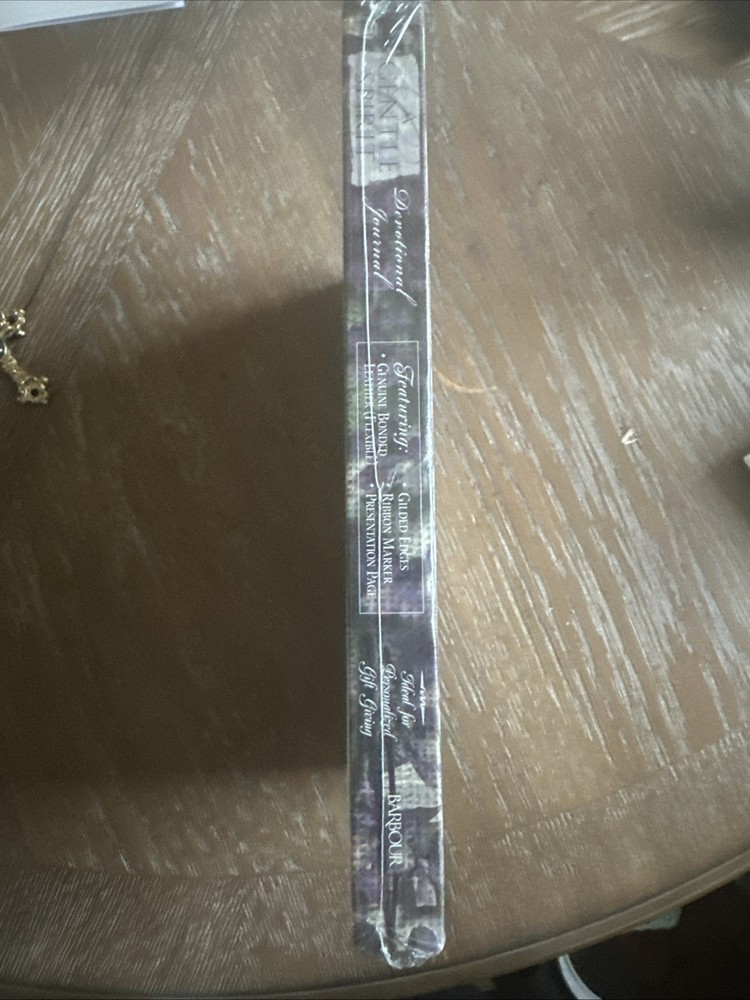 A
GENTLE
SPIRIT
Devotional
Journal
Featuring:
• GENUINE BONDED
LEATHER (FLEXIBLE)
• GILDED EDGES
• RIBBON MARKER
• PRESENTATION PAGE
Ideal for
Personalized
Gift Giving
BARBOUR